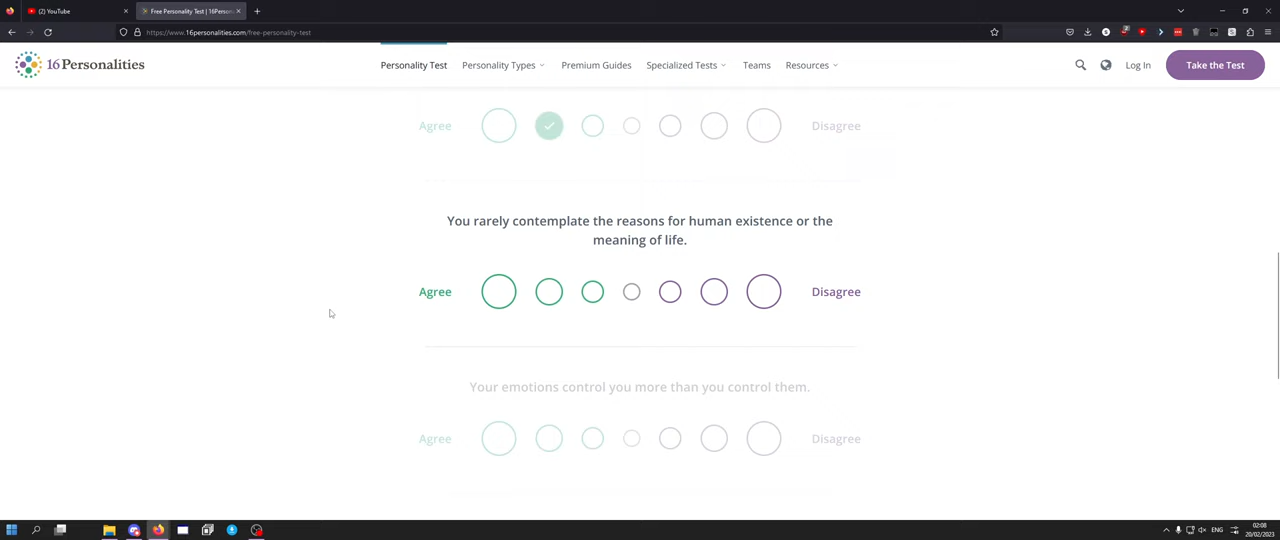 (2) YouTube
Free Personality Test | 16Person
https://www.16personalities.com/free-personality-test
2
16Personalities
Personality Test
Personality Types
Premium Guides
Specialized Tests
Teams
Resources
Log In
Take the Test
Agree
Disagree
You rarely contemplate the reasons for human existence or the
meaning of life.
Agree
Disagree
Your emotions control you more than you control them.
Agree
Disagree
ENG
02:08
20/02/2023